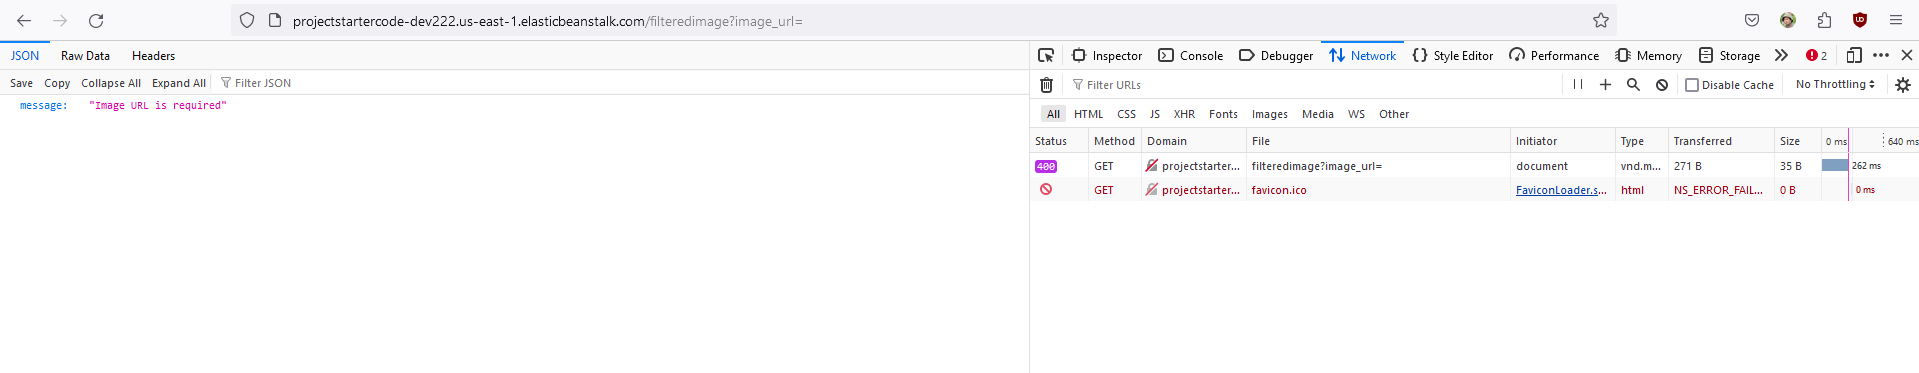 projectstartercode-dev222.us-east-1.elasticbeanstalk.com/filteredimage?image_url=
JSON Raw Data Headers
Save Copy Collapse All Expand All Filter JSON
message: "Image URL is required"
Inspector Console Debugger Network Style Editor Performance Memory Storage 2
Filter URLs Disable Cache No Throttling
All HTML CSS JS XHR Fonts Images Media WS Other
Status Method Domain File Initiator Type Transferred Size 0 ms 640 ms
400 GET projectstarter... filteredimage?image_url= document vnd.m... 271 B 35 B 262 ms
GET projectstarter... favicon.ico FaviconLoader.s... html NS_ERROR_FAIL... 0 B 0 ms